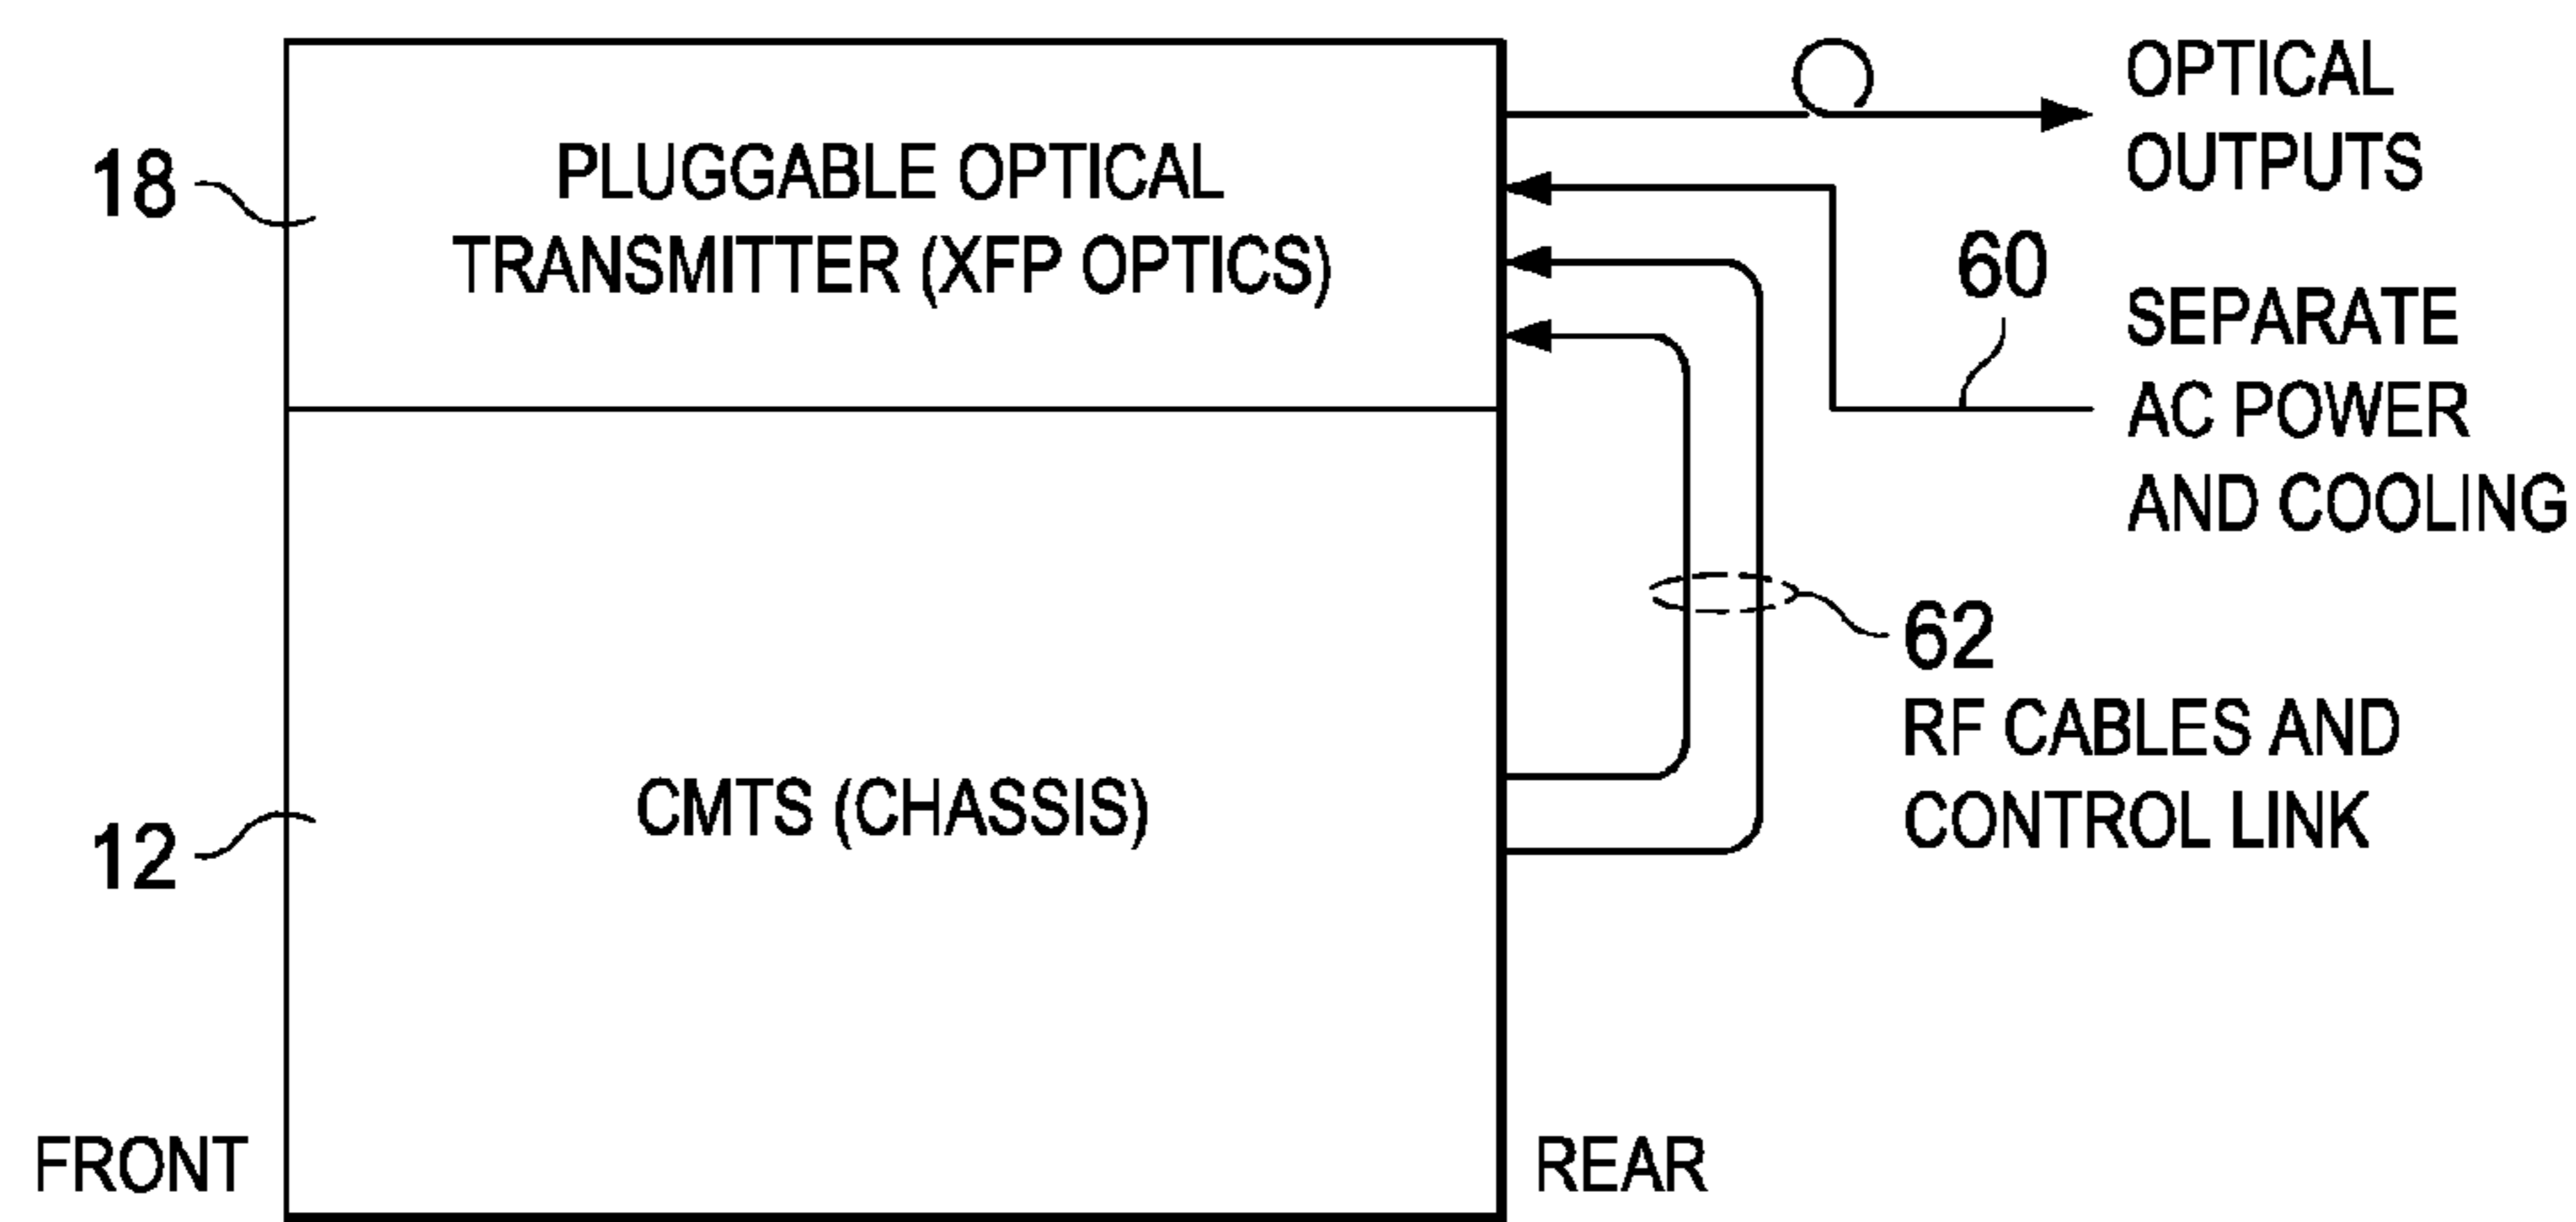 18
PLUGGABLE OPTICAL
TRANSMITTER (XFP OPTICS)
OPTICAL
OUTPUTS
60
SEPARATE
AC POWER
AND COOLING
62
RF CABLES AND
CONTROL LINK
12
CMTS (CHASSIS)
FRONT
REAR